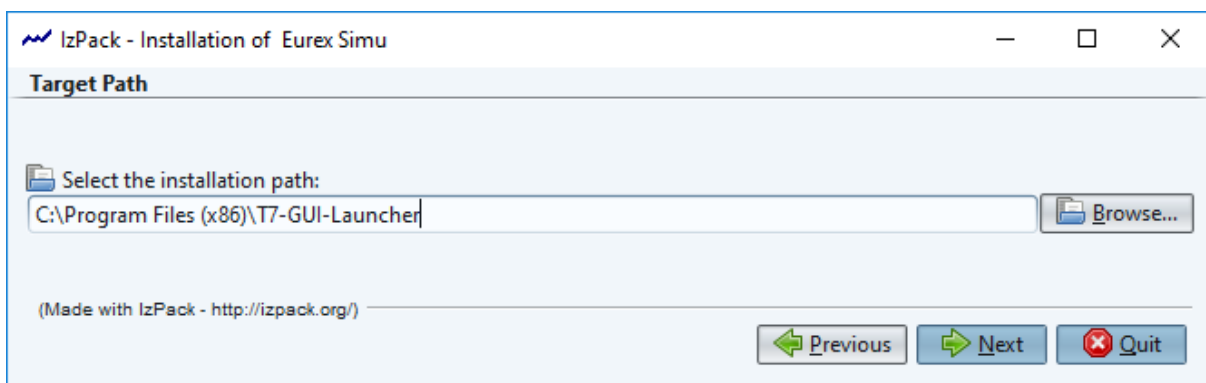 IzPack - Installation of  Eurex Simu
Target Path
Select the installation path:
C:\Program Files (x86)\T7-GUI-Launcher
Browse...
(Made with IzPack - http://izpack.org/)
Previous
Next
Quit